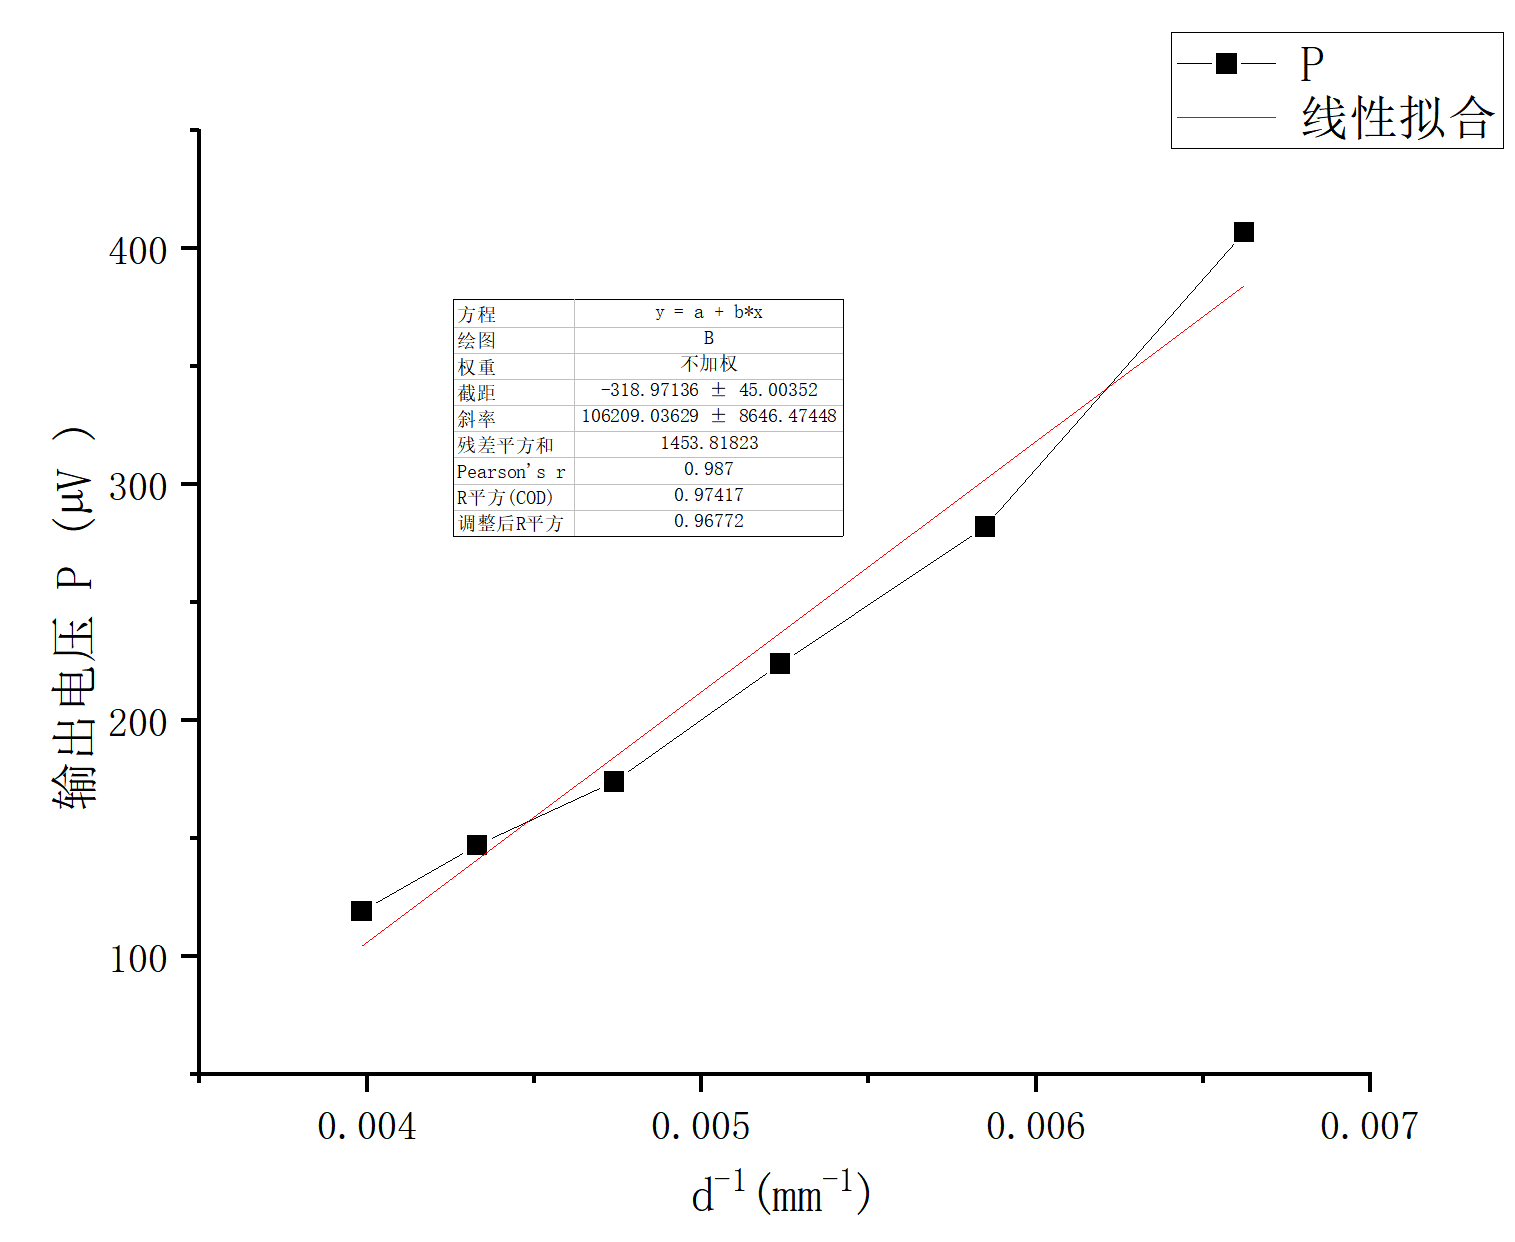 P
线性拟合
400
300
200
100
输出电压 P (μV )
方程 y = a + b*x
绘图 B
权重 不加权
截距 -318.97136 ± 45.00352
斜率 106209.03629 ± 8646.47448
残差平方和 1453.81823
Pearson's r 0.987
R平方(COD) 0.97417
调整后R平方 0.96772
0.004 0.005 0.006 0.007
d⁻¹(mm⁻¹)